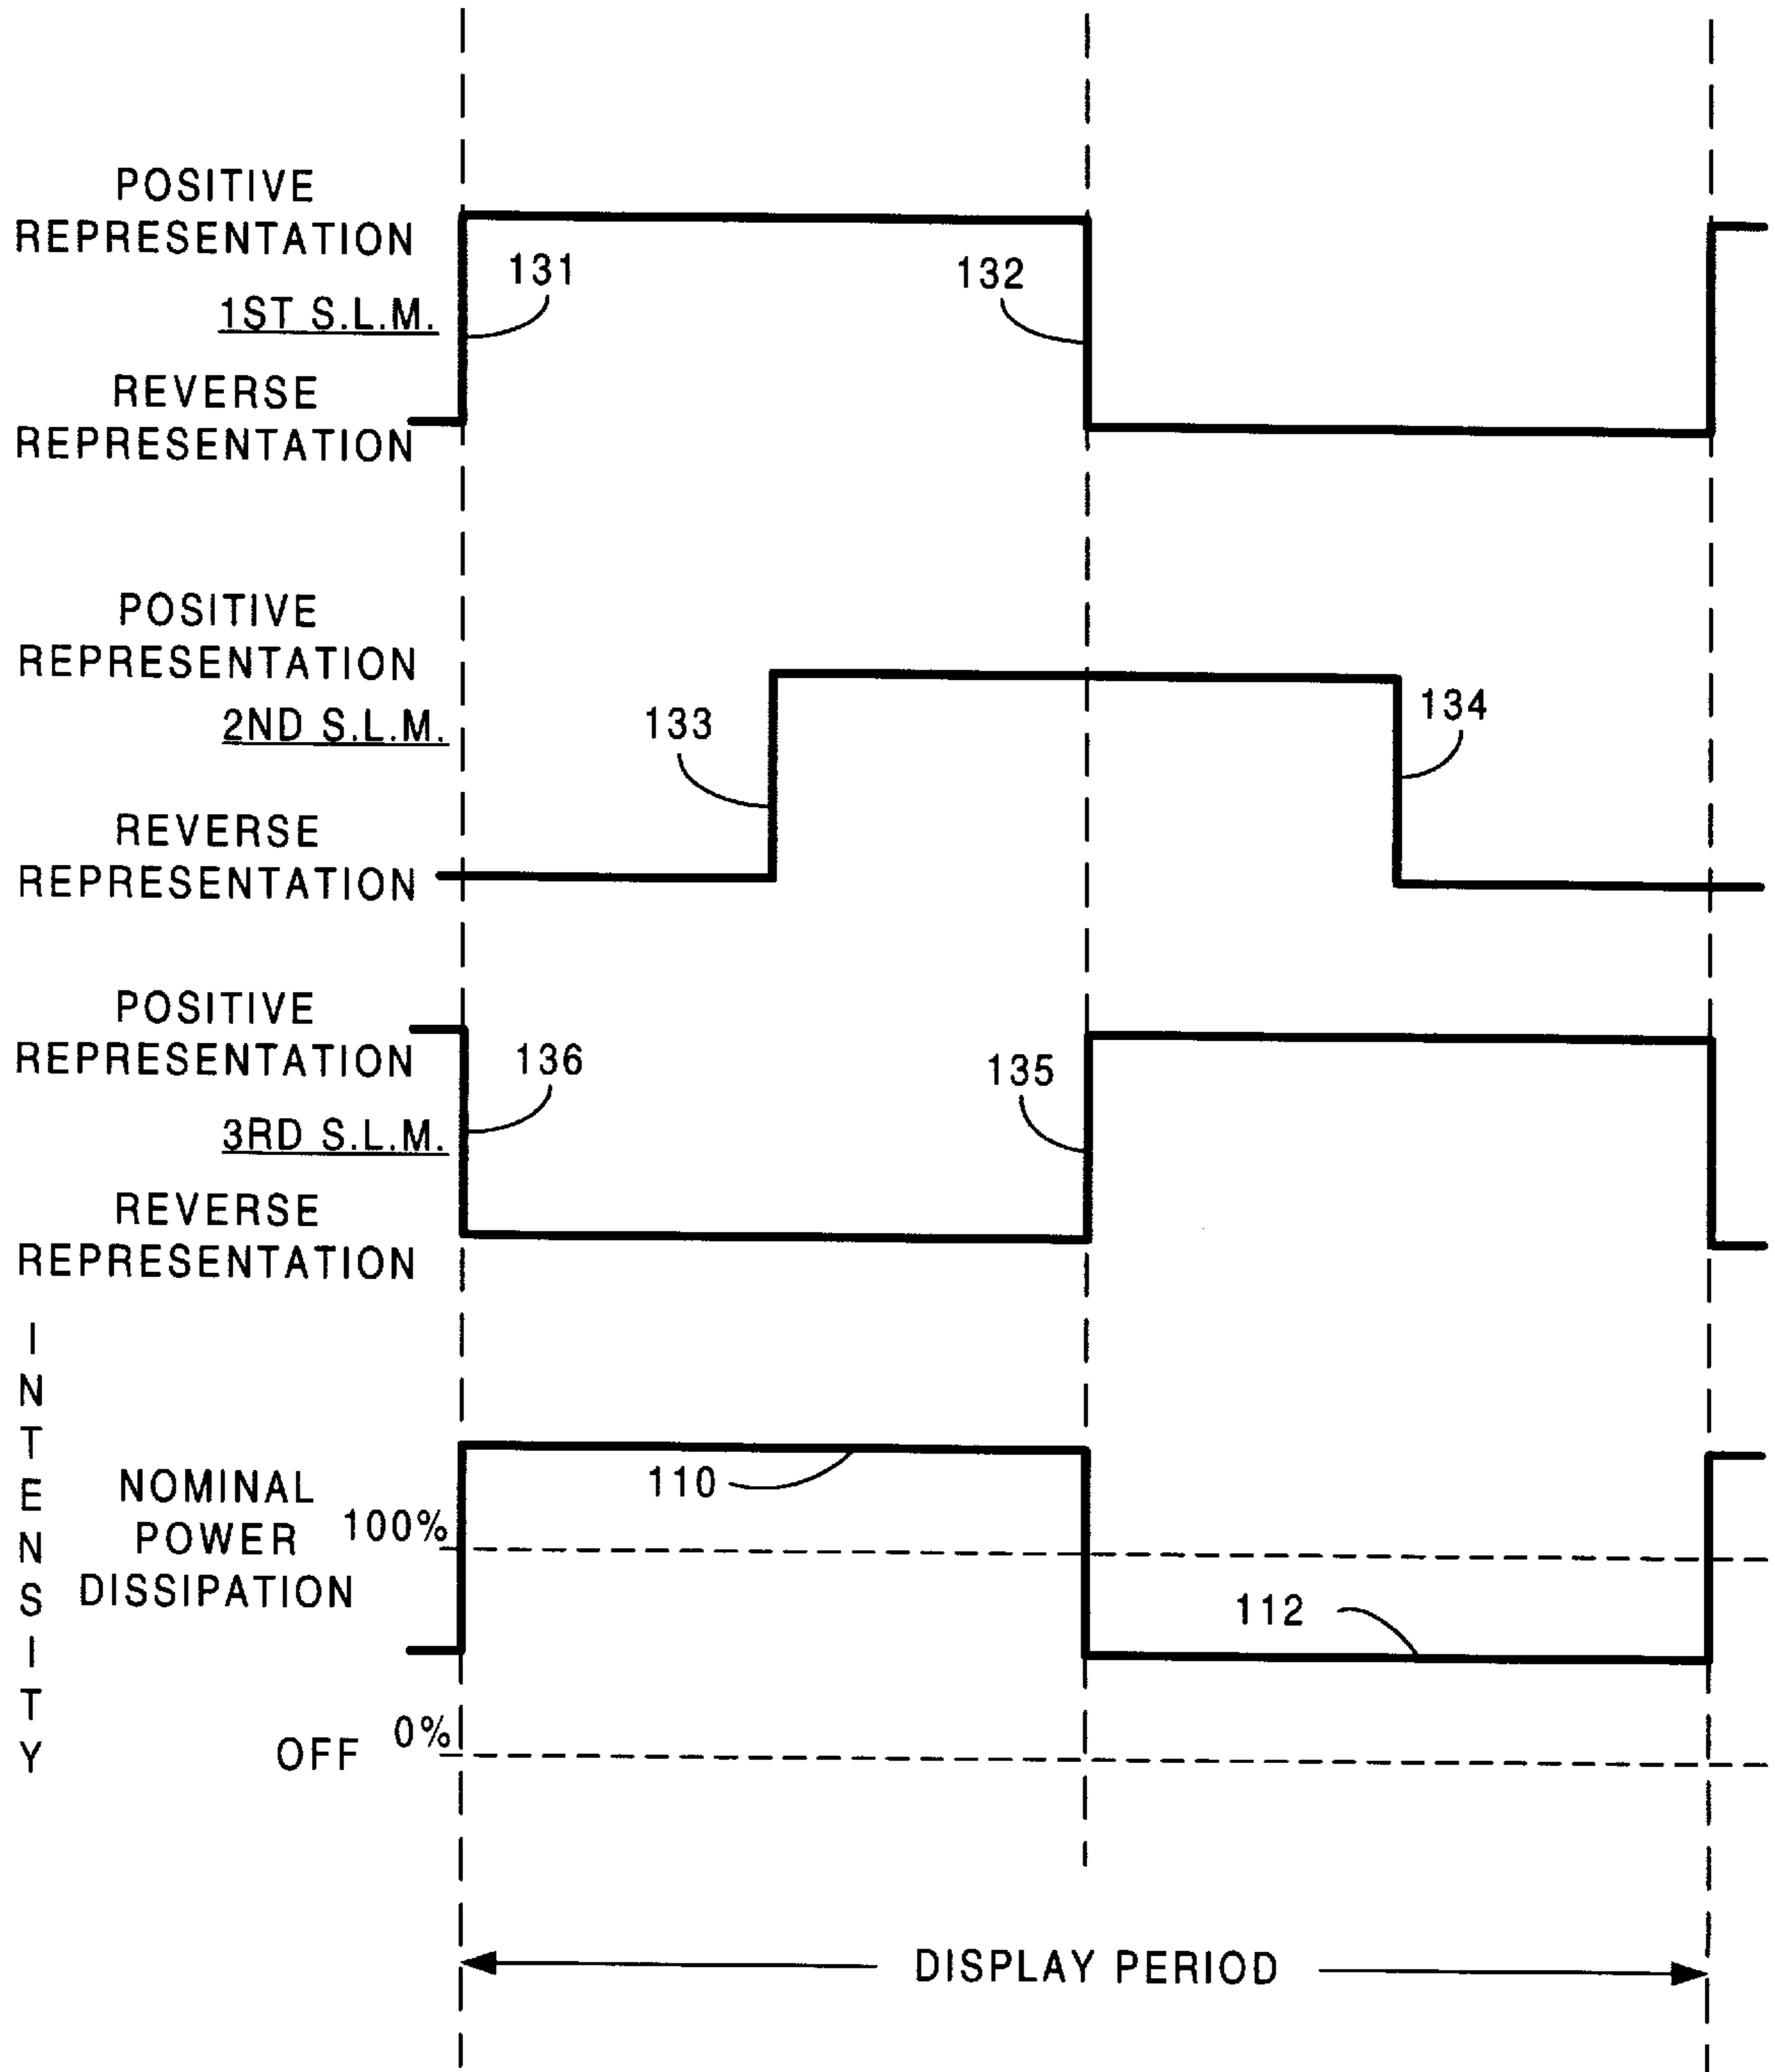 POSITIVE
REPRESENTATION
131
132
1ST S.L.M.
REVERSE
REPRESENTATION
POSITIVE
REPRESENTATION
133
134
2ND S.L.M.
REVERSE
REPRESENTATION
POSITIVE
REPRESENTATION
136
135
3RD S.L.M.
REVERSE
REPRESENTATION
INTENSITY
110
NOMINAL
POWER
DISSIPATION
100%
112
OFF
0%
DISPLAY PERIOD